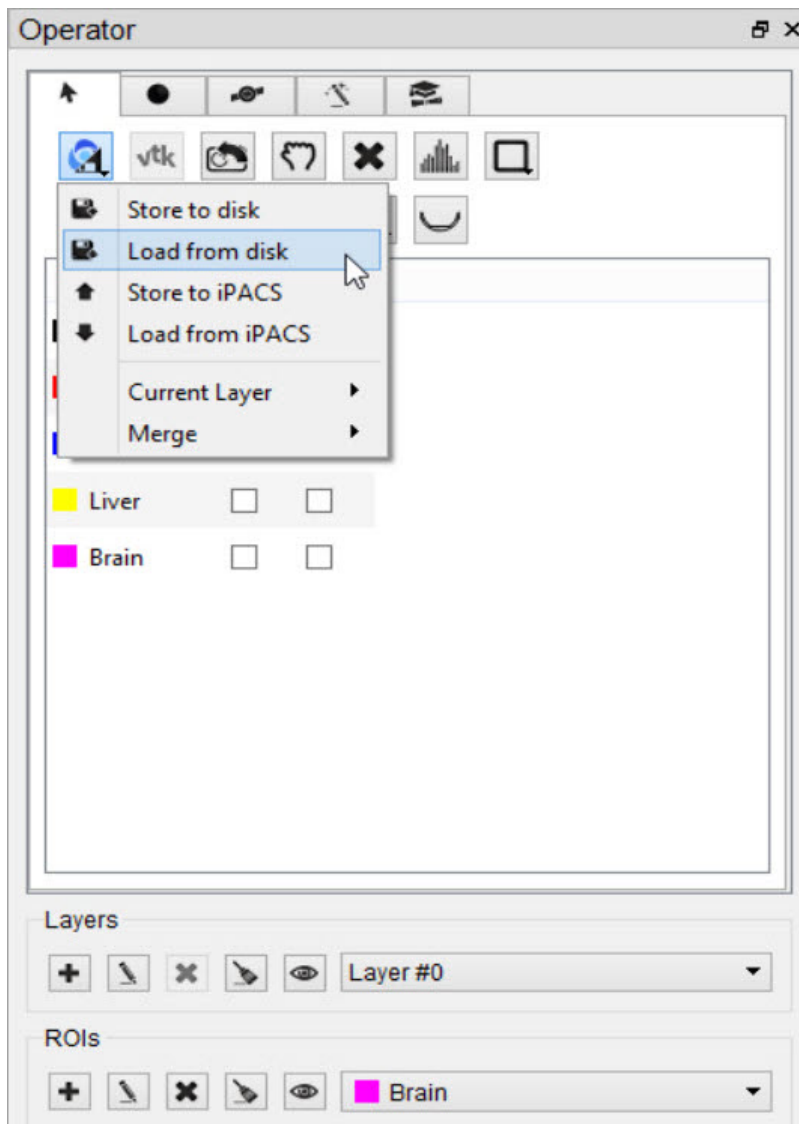 Operator
vtk
Store to disk
Load from disk
Store to iPACS
Load from iPACS
Current Layer
Merge
Liver
Brain
Layers
Layer #0
ROIs
Brain